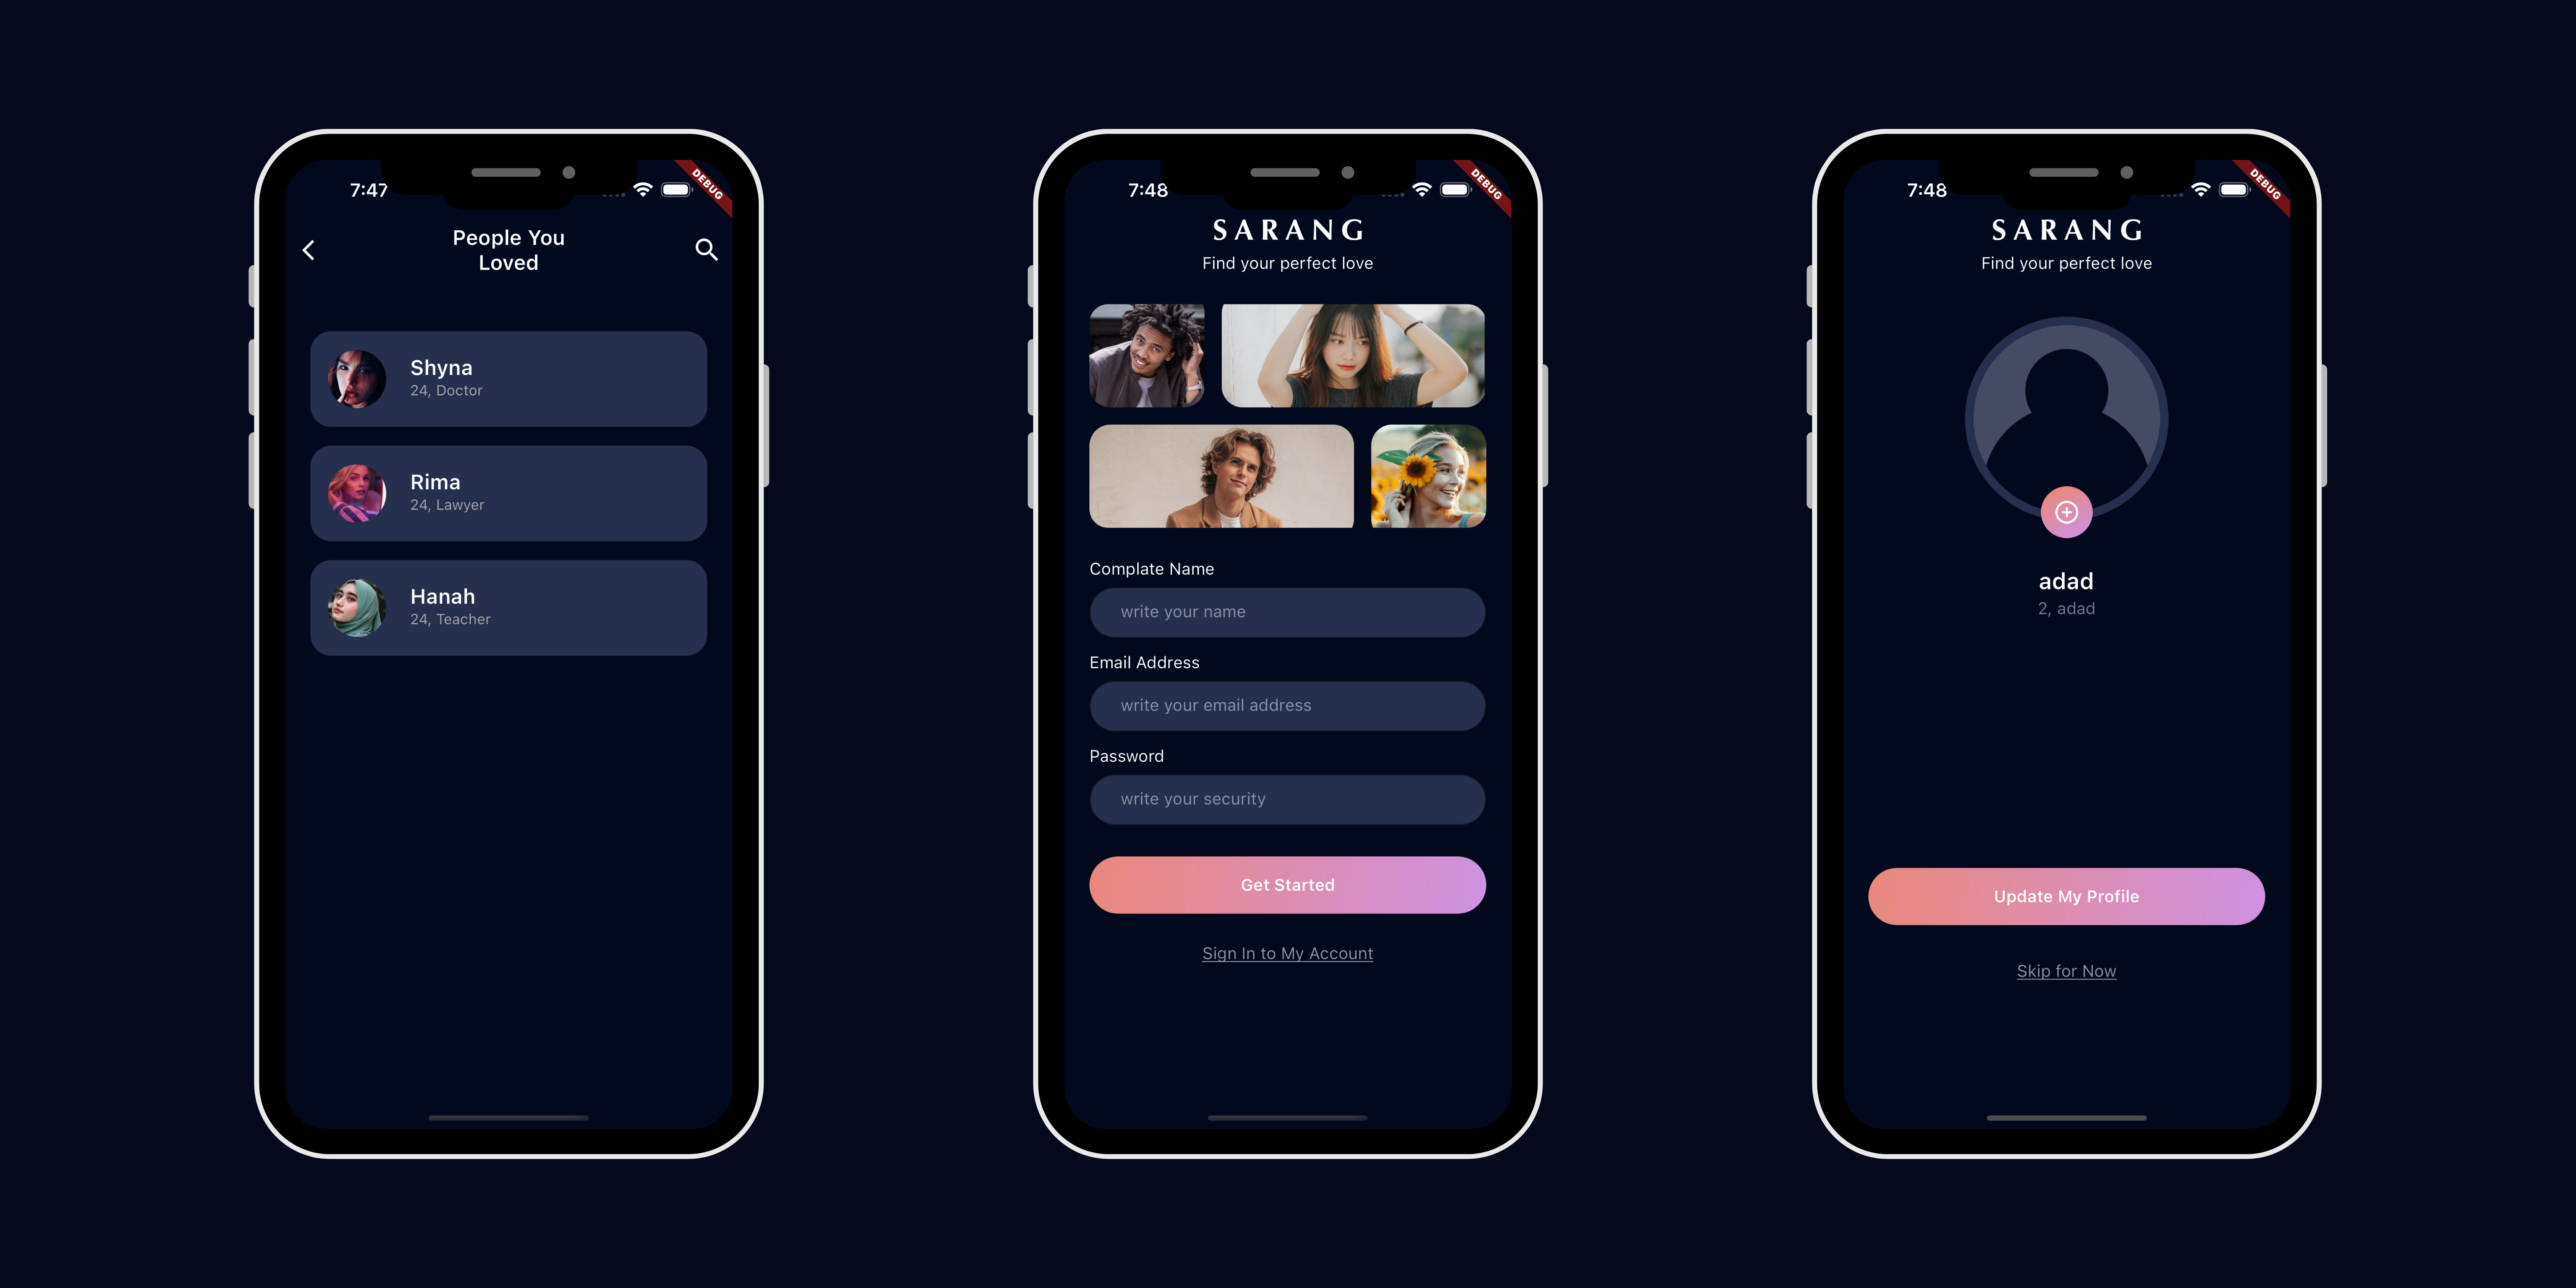 7:47
DEBUG
People You
Loved
Shyna
24, Doctor
Rima
24, Lawyer
Hanah
24, Teacher
7:48
DEBUG
SARANG
Find your perfect love
Complate Name
write your name
Email Address
write your email address
Password
write your security
Get Started
Sign In to My Account
7:48
DEBUG
SARANG
Find your perfect love
adad
2, adad
Update My Profile
Skip for Now